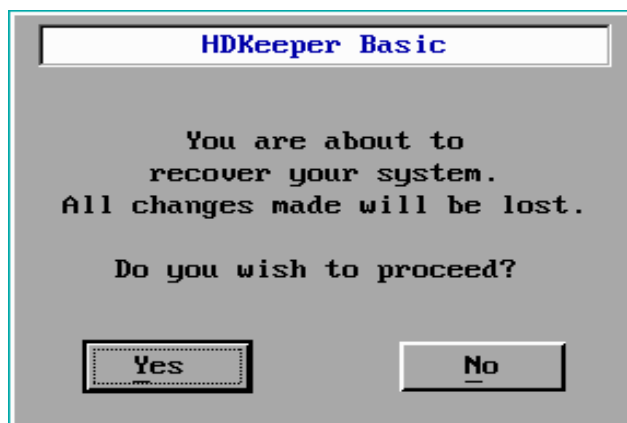 HDKeeper Basic
You are about to
recover your system.
All changes made will be lost.
Do you wish to proceed?
Yes
No